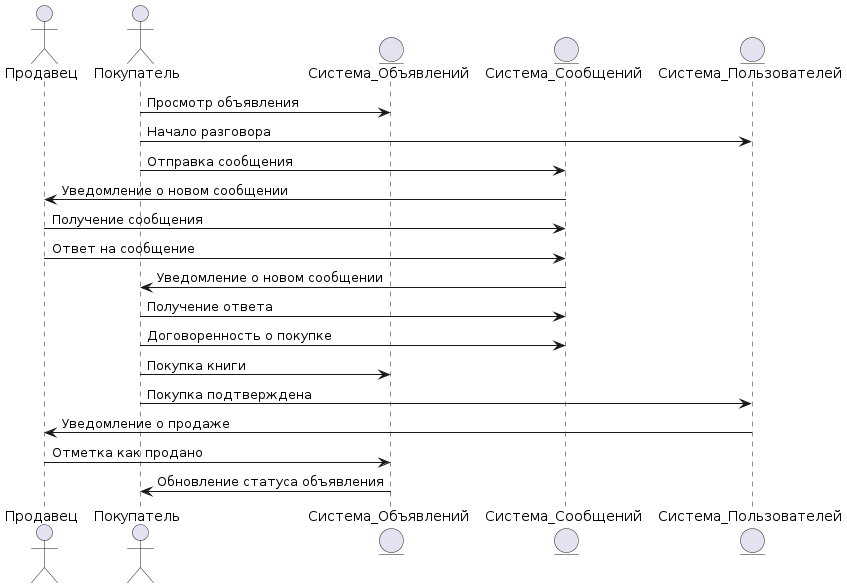 Продавец Покупатель Система_Объявлений Система_Сообщений Система_Пользователей
Просмотр объявления
Начало разговора
Отправка сообщения
Уведомление о новом сообщении
Получение сообщения
Ответ на сообщение
Уведомление о новом сообщении
Получение ответа
Договоренность о покупке
Покупка книги
Покупка подтверждена
Уведомление о продаже
Отметка как продано
Обновление статуса объявления
Продавец Покупатель Система_Объявлений Система_Сообщений Система_Пользователей